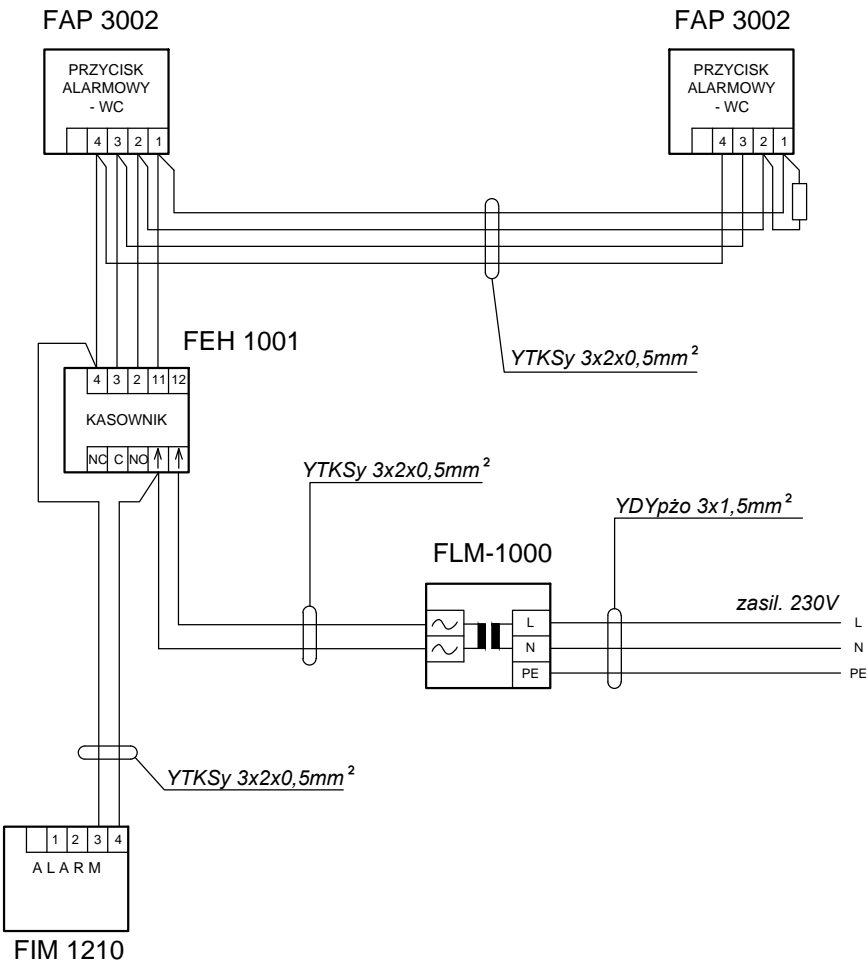 FAP 3002
PRZYCISK
ALARMOWY
- WC
4 3 2 1
FAP 3002
PRZYCISK
ALARMOWY
- WC
4 3 2 1
YTKSy 3x2x0,5mm²
FEH 1001
4 3 2 11 12
KASOWNIK
NC C NO ↑ ↑
YTKSy 3x2x0,5mm²
YDYpżo 3x1,5mm²
FLM-1000
L
N
PE
zasil. 230V
L
N
PE
YTKSy 3x2x0,5mm²
1 2 3 4
A L A R M
FIM 1210